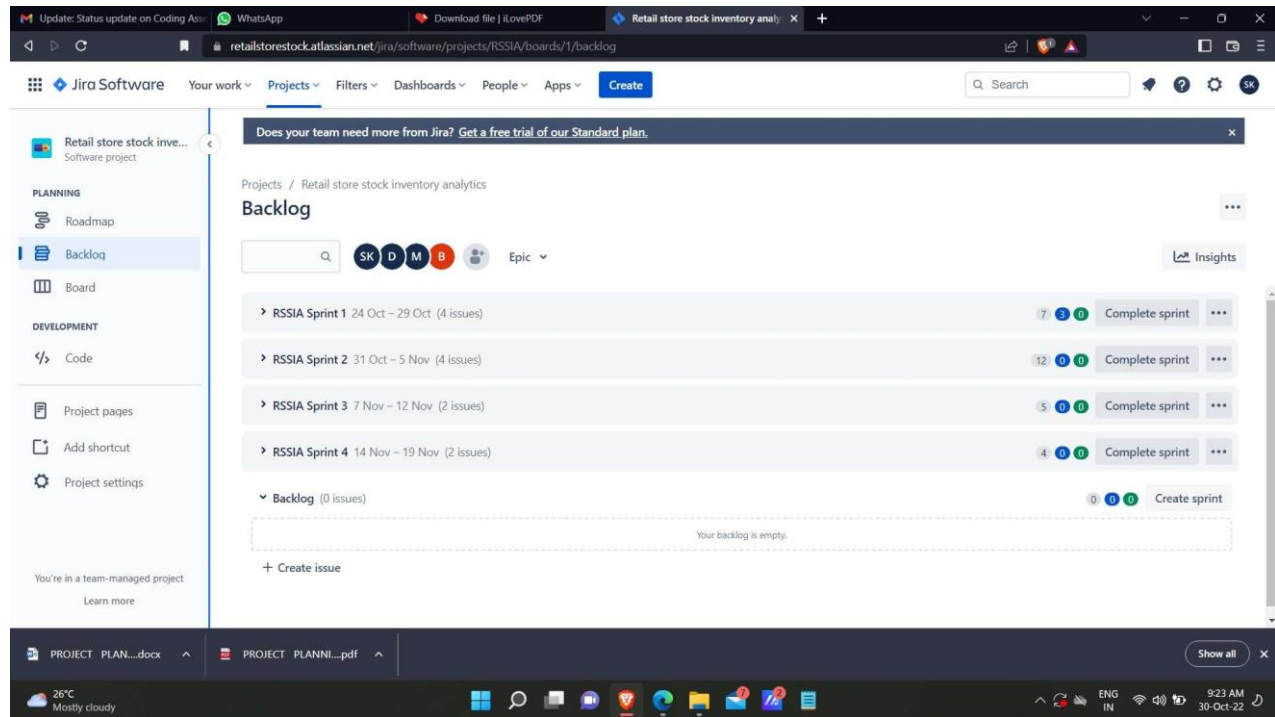 Update: Status update on Coding Asse
WhatsApp
Download file | iLovePDF
Retail store stock inventory analy
retailstorestock.atlassian.net/jira/software/projects/RSSIA/boards/1/backlog
Jira Software Your work Projects Filters Dashboards People Apps Create Search SK
Does your team need more from Jira? Get a free trial of our Standard plan.
Retail store stock inve...
Software project
PLANNING
Roadmap
Backlog
Board
DEVELOPMENT
Code
Project pages
Add shortcut
Project settings
You're in a team-managed project
Learn more
Projects / Retail store stock inventory analytics
Backlog
SK D M B Epic Insights
RSSIA Sprint 1 24 Oct – 29 Oct (4 issues) 7 3 0 Complete sprint
RSSIA Sprint 2 31 Oct – 5 Nov (4 issues) 12 0 0 Complete sprint
RSSIA Sprint 3 7 Nov – 12 Nov (2 issues) 5 0 0 Complete sprint
RSSIA Sprint 4 14 Nov – 19 Nov (2 issues) 4 0 0 Complete sprint
Backlog (0 issues) 0 0 0 Create sprint
Your backlog is empty.
+ Create issue
PROJECT PLAN....docx
PROJECT PLANNI....pdf
Show all
26°C
Mostly cloudy
ENG
IN
9:23 AM
30-Oct-22